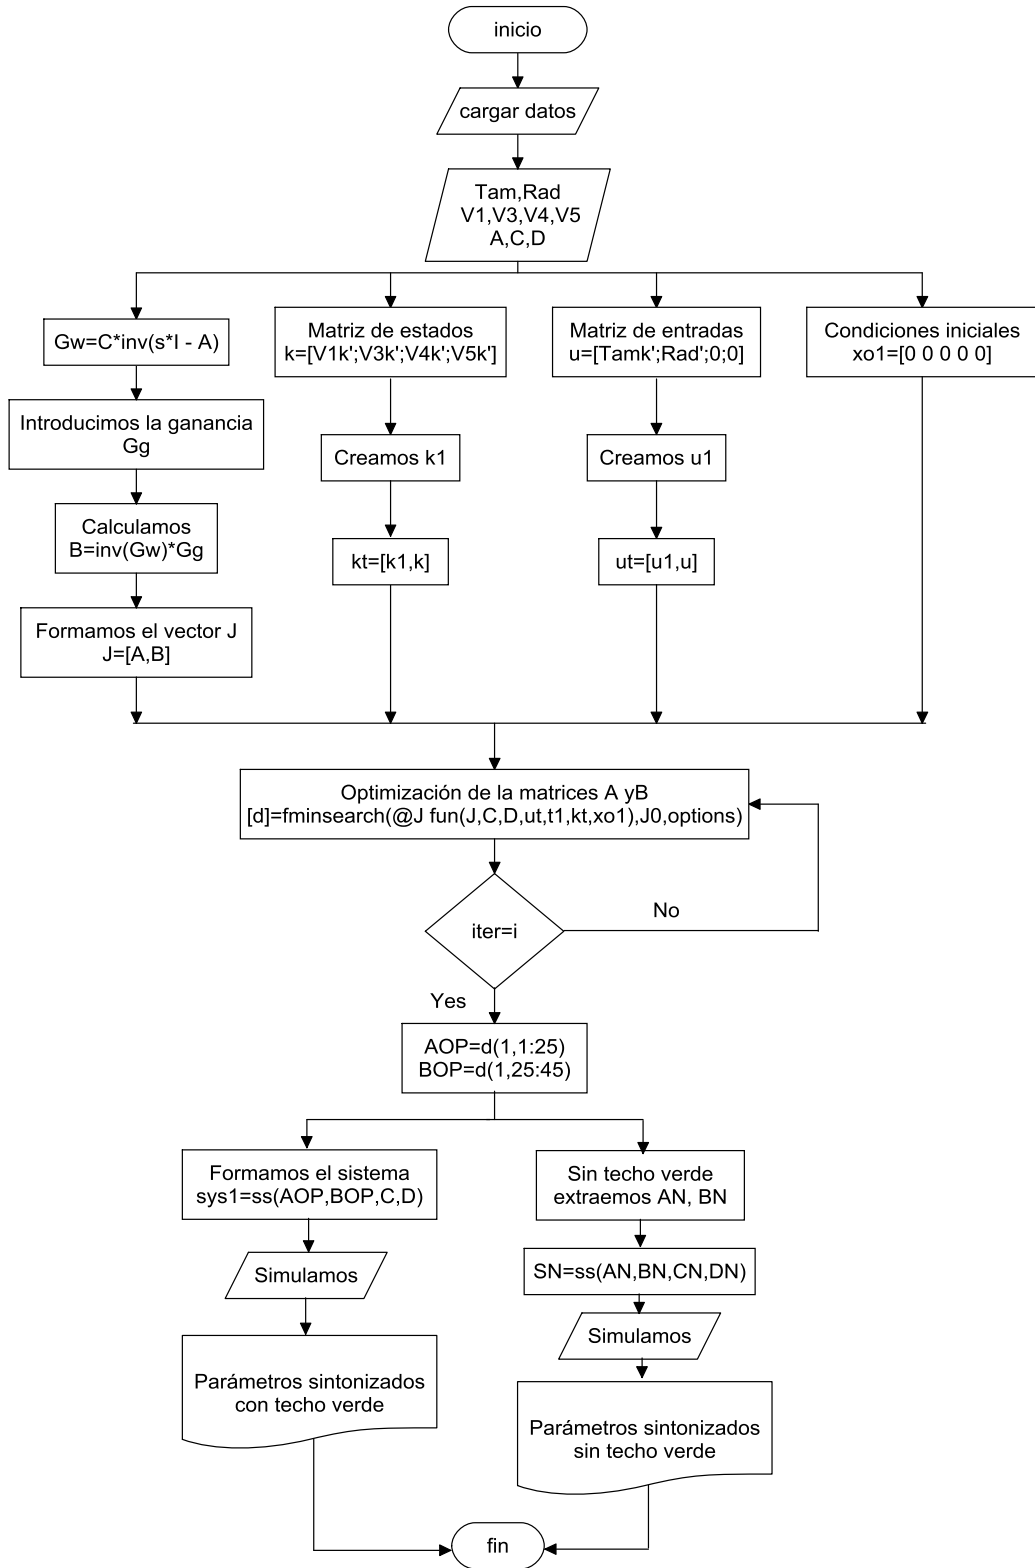 inicio
cargar datos
Tam,Rad
V1,V3,V4,V5
A,C,D
Gw=C*inv(s*I - A)
Introducimos la ganancia
Gg
Calculamos
B=inv(Gw)*Gg
Formamos el vector J
J=[A,B]
Matriz de estados
k=[V1k';V3k';V4k';V5k']
Creamos k1
kt=[k1,k]
Matriz de entradas
u=[Tamk';Rad';0;0]
Creamos u1
ut=[u1,u]
Condiciones iniciales
xo1=[0 0 0 0 0]
Optimización de la matrices A yB
[d]=fminsearch(@J fun(J,C,D,ut,t1,kt,xo1),J0,options)
iter=i
No
Yes
AOP=d(1,1:25)
BOP=d(1,25:45)
Formamos el sistema
sys1=ss(AOP,BOP,C,D)
Simulamos
Parámetros sintonizados
con techo verde
Sin techo verde
extraemos AN, BN
SN=ss(AN,BN,CN,DN)
Simulamos
Parámetros sintonizados
sin techo verde
fin